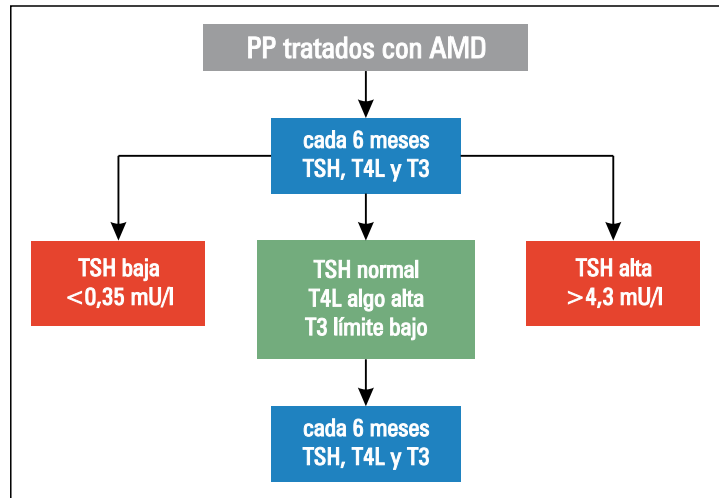 PP tratados con AMD
cada 6 meses
TSH, T4L y T3
TSH baja
<0,35 mU/l
TSH normal
T4L algo alta
T3 límite bajo
TSH alta
>4,3 mU/l
cada 6 meses
TSH, T4L y T3